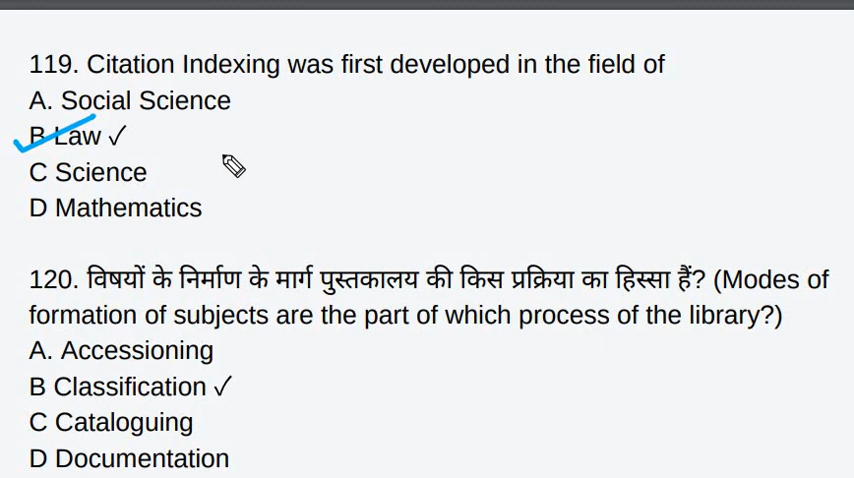 119. Citation Indexing was first developed in the field of
A. Social Science
B Law ✓
C Science
D Mathematics
120. विषयों के निर्माण के मार्ग पुस्तकालय की किस प्रक्रिया का हिस्सा हैं? (Modes of
formation of subjects are the part of which process of the library?)
A. Accessioning
B Classification ✓
C Cataloguing
D Documentation